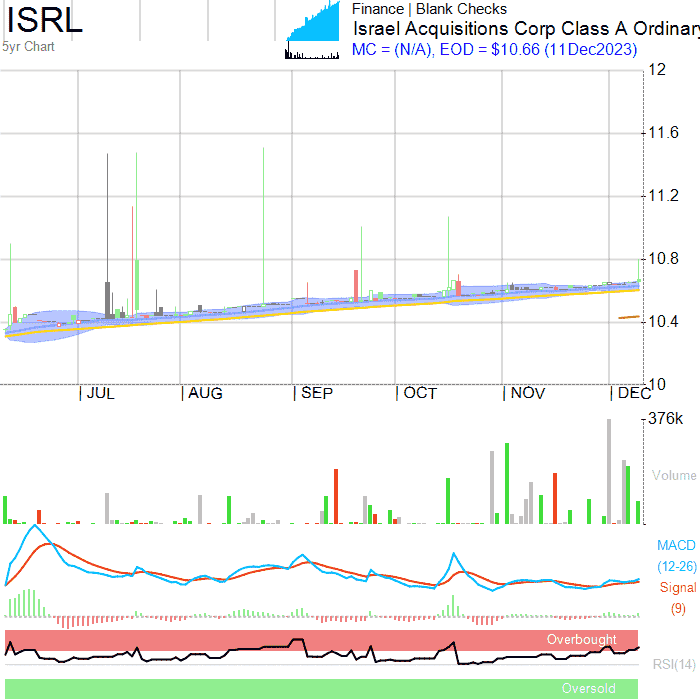 ISRL
5yr Chart
Finance | Blank Checks
Israel Acquisitions Corp Class A Ordinary
MC = (N/A), EOD = $10.66 (11Dec2023)
12
11.6
11.2
10.8
10.4
10
| JUL
| AUG
| SEP
| OCT
| NOV
| DEC
376k
Volume
MACD
(12-26)
Signal
(9)
Overbought
RSI(14)
Oversold